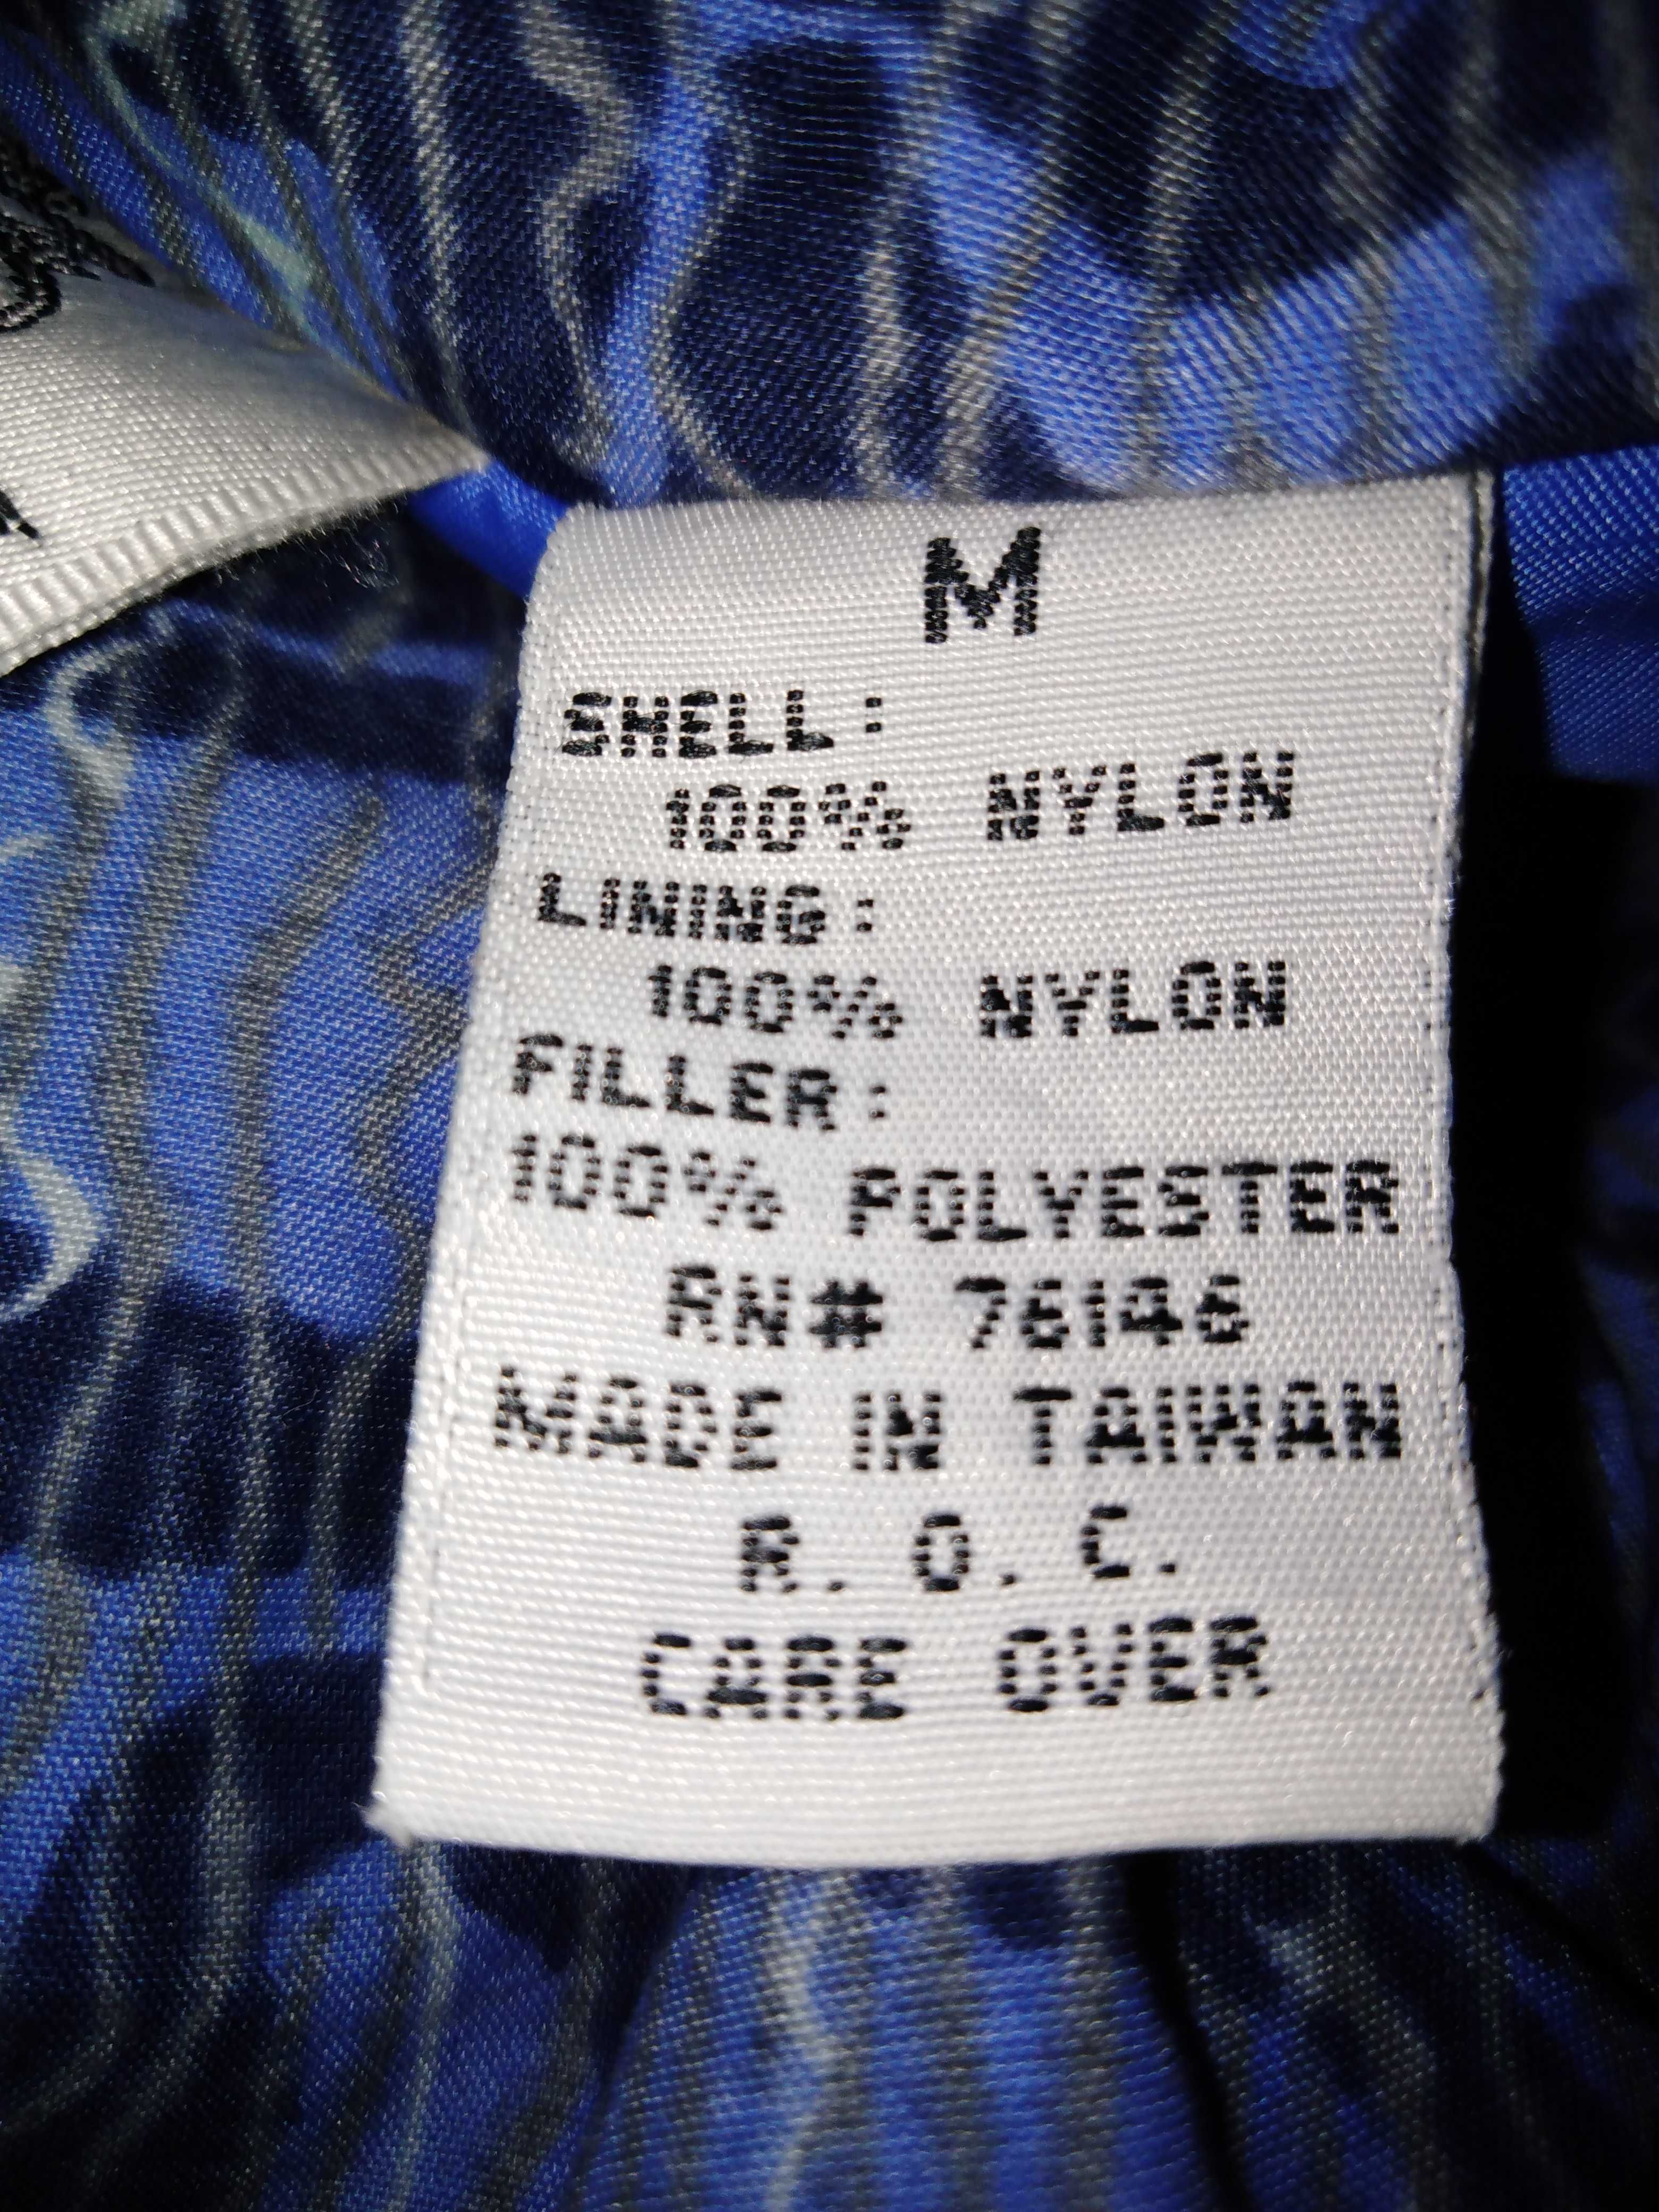 M
SHELL:
100% NYLON
LINING:
100% NYLON
FILLER:
100% POLYESTER
RN# 76146
MADE IN TAIWAN
R. O. C.
CARE OVER